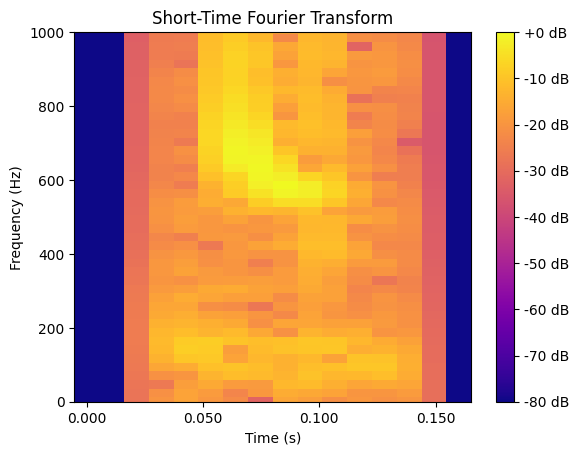 Short-Time Fourier Transform
1000
800
600
400
200
0
Frequency (Hz)
0.000
0.050
0.100
0.150
Time (s)
+0 dB
-10 dB
-20 dB
-30 dB
-40 dB
-50 dB
-60 dB
-70 dB
-80 dB